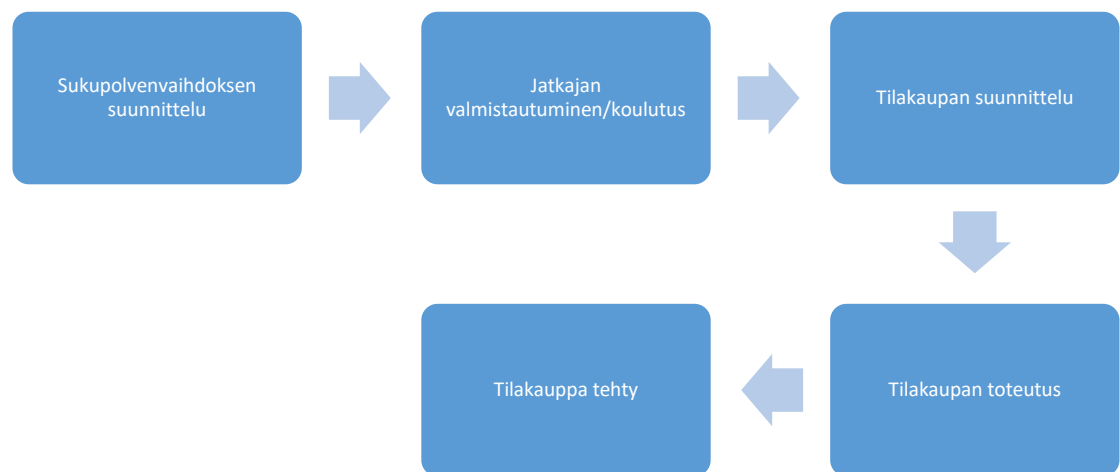 Sukupolvenvaihdoksen
suunnittelu
Jatkajan
valmistautuminen/koulutus
Tilakaupan suunnittelu
Tilakaupan toteutus
Tilakauppa tehty